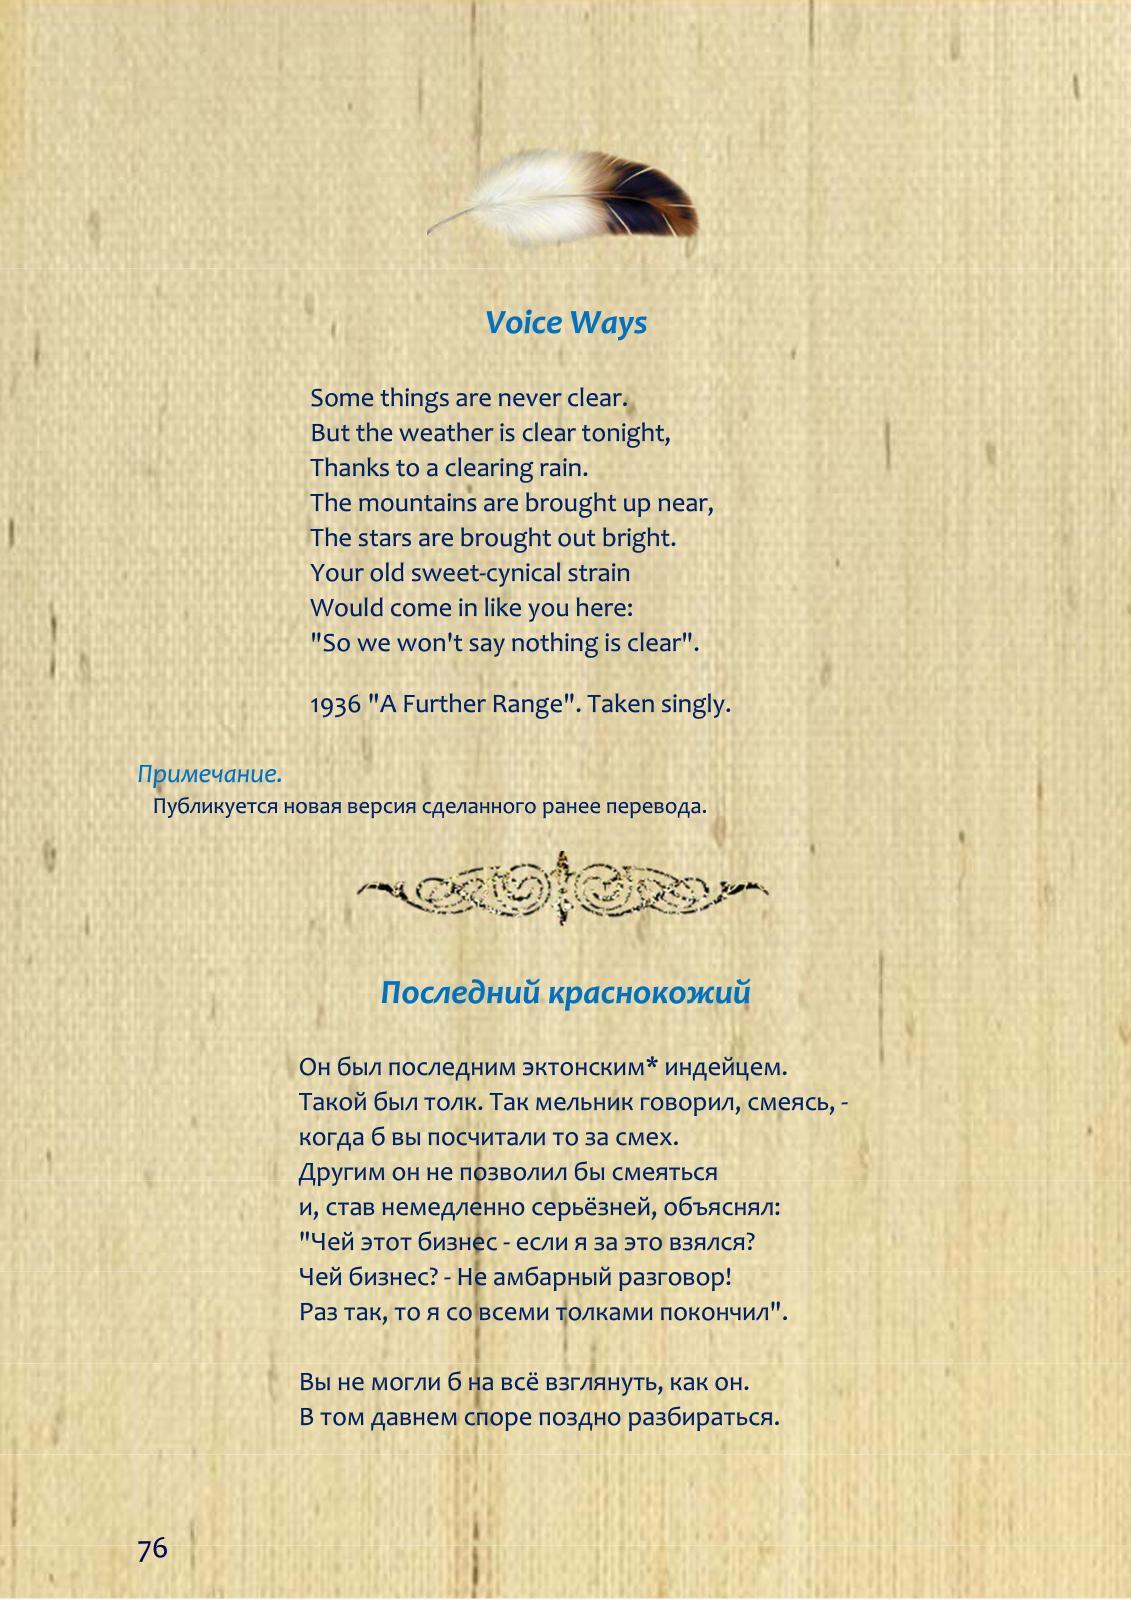 Voice Ways
Some things are never clear.
But the weather is clear tonight,
Thanks to a clearing rain.
The mountains are brought up near,
The stars are brought out bright.
Your old sweet-cynical strain
Would come in like you here:
"So we won't say nothing is clear".
1936 "A Further Range". Taken singly.
Примечание.
Публикуется новая версия сделанного ранее перевода.
Последний краснокожий
Он был последним эктонским* индейцем.
Такой был толк. Так мельник говорил, смеясь, -
когда б вы посчитали то за смех.
Другим он не позволил бы смеяться
и, став немедленно серьёзней, объяснял:
"Чей этот бизнес - если я за это взялся?
Чей бизнес? - Не амбарный разговор!
Раз так, то я со всеми толками покончил".
Вы не могли б на всё взглянуть, как он.
В том давнем споре поздно разбираться.
76